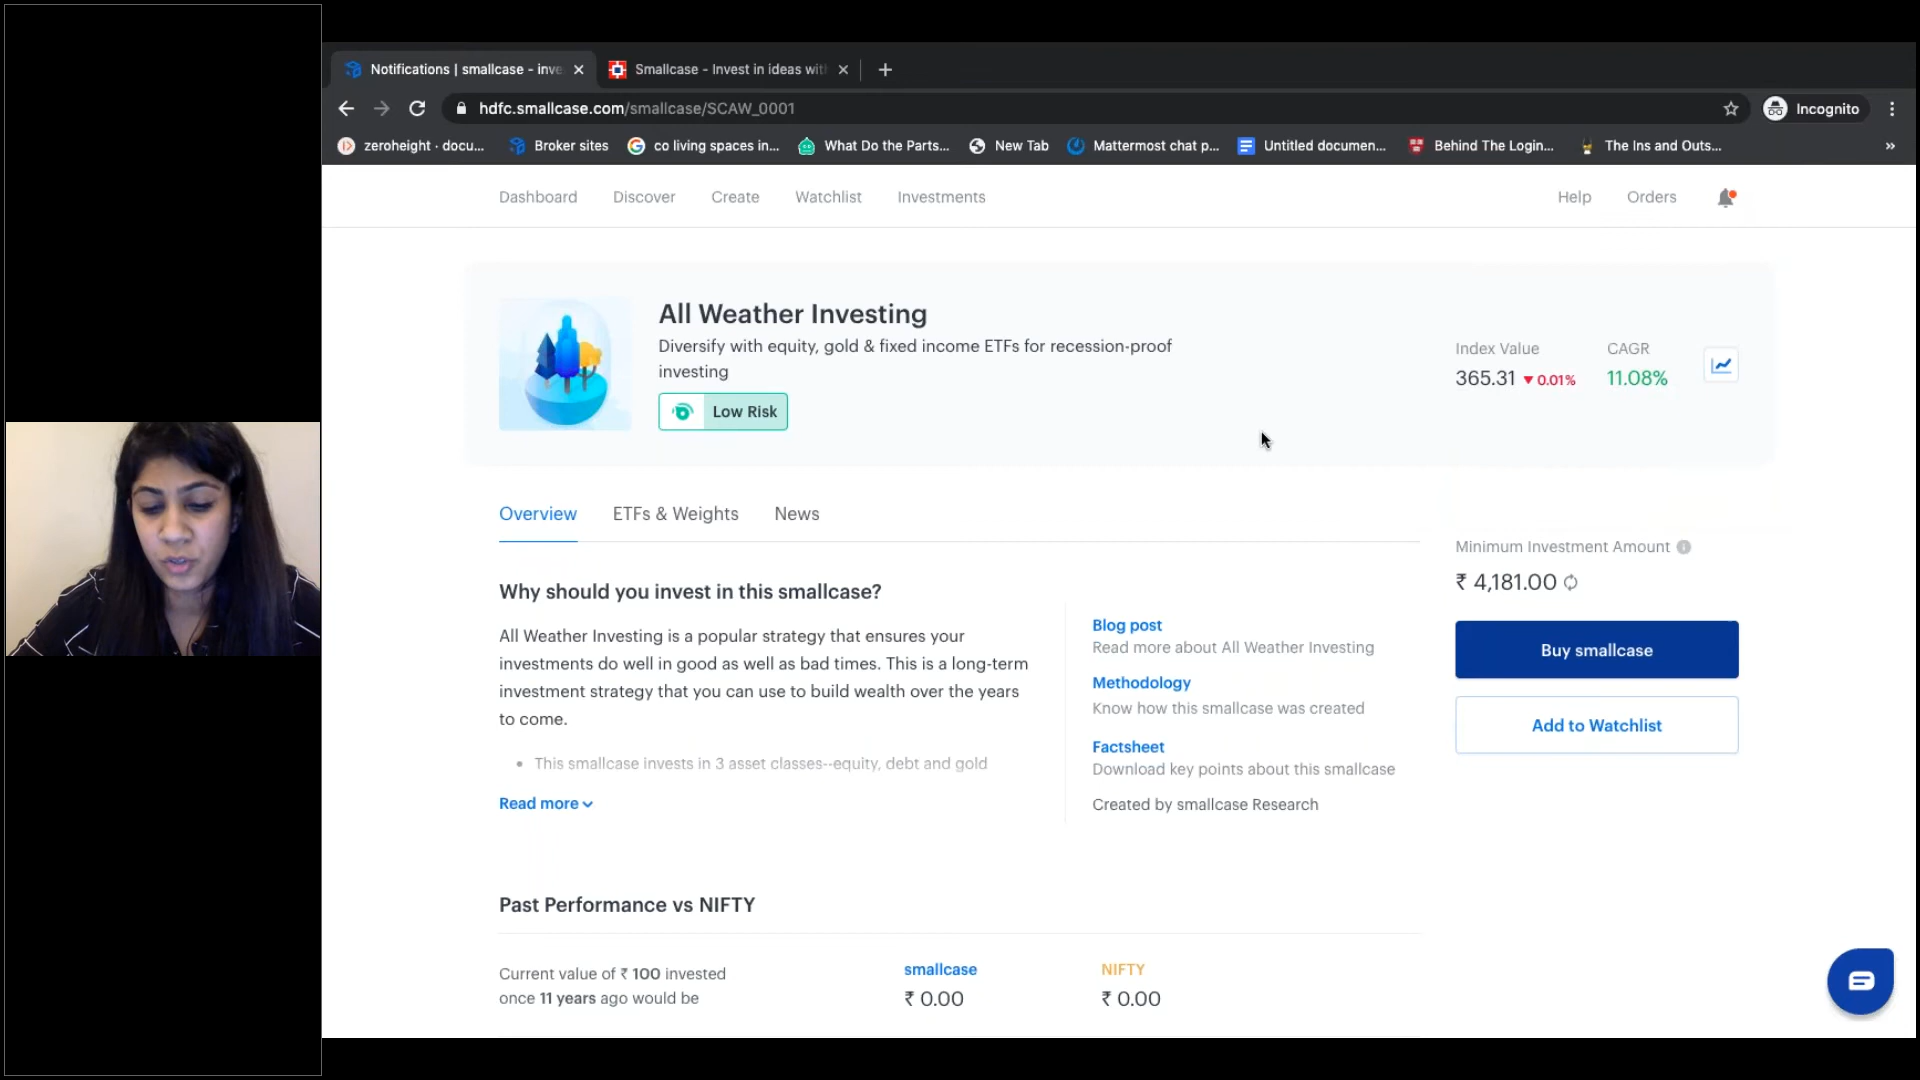 Notifications | smallcase - inve
Smallcase - Invest in ideas wit
hdfc.smallcase.com/smallcase/SCAW_0001
Incognito
zeroheight · docu...
Broker sites
co living spaces in...
What Do the Parts...
New Tab
Mattermost chat p...
Untitled documen...
Behind The Login...
The Ins and Outs...
Dashboard
Discover
Create
Watchlist
Investments
Help
Orders
All Weather Investing
Diversify with equity, gold & fixed income ETFs for recession-proof
investing
Low Risk
Index Value
365.31 ▼ 0.01%
CAGR
11.08%
Overview
ETFs & Weights
News
Why should you invest in this smallcase?
All Weather Investing is a popular strategy that ensures your
investments do well in good as well as bad times. This is a long-term
investment strategy that you can use to build wealth over the years
to come.
• This smallcase invests in 3 asset classes--equity, debt and gold
Read more
Blog post
Read more about All Weather Investing
Methodology
Know how this smallcase was created
Factsheet
Download key points about this smallcase
Created by smallcase Research
Minimum Investment Amount
₹ 4,181.00
Buy smallcase
Add to Watchlist
Past Performance vs NIFTY
Current value of ₹ 100 invested
once 11 years ago would be
smallcase
₹ 0.00
NIFTY
₹ 0.00